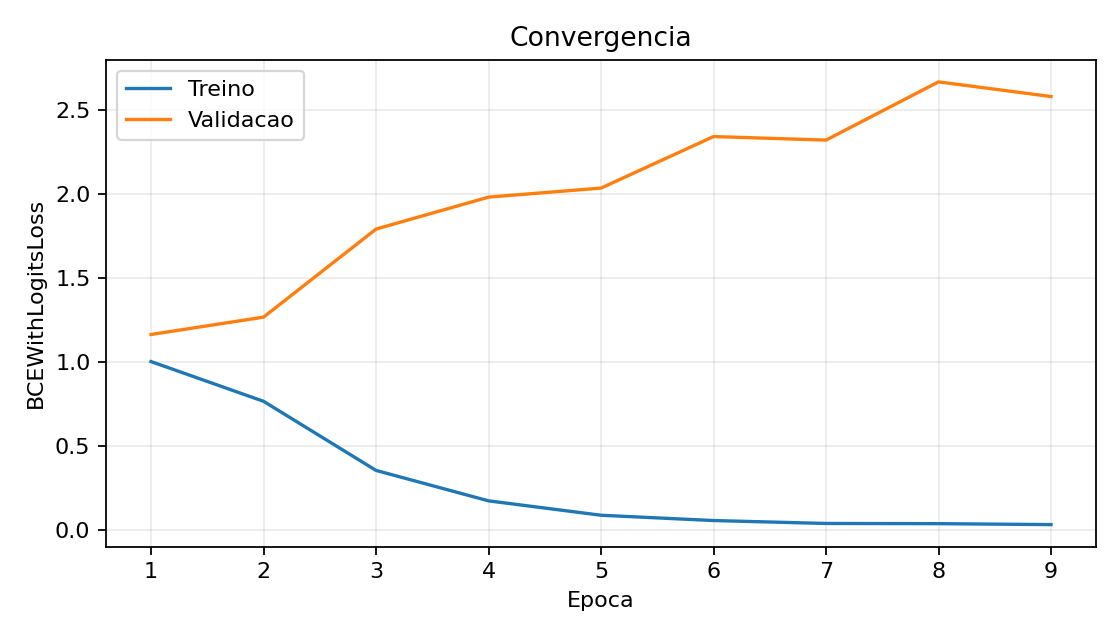 Convergencia
Treino
Validacao
BCEWithLogitsLoss
2.5
2.0
1.5
1.0
0.5
0.0
1 2 3 4 5 6 7 8 9
Epoca